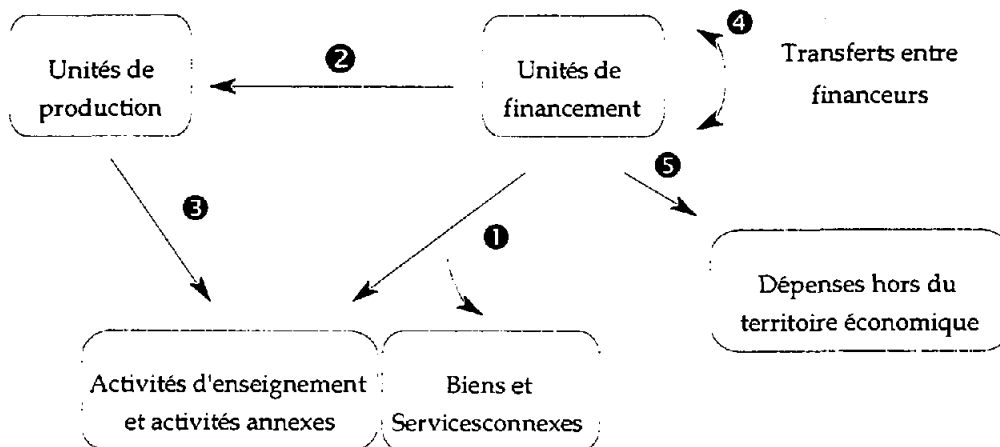 ❹
Transferts entre
financeurs
Unités de
production
❷
Unités de
financement
❺
❸
❶
Dépenses hors du
territoire économique
Activités d'enseignement
et activités annexes
Biens et
Servicesconnexes